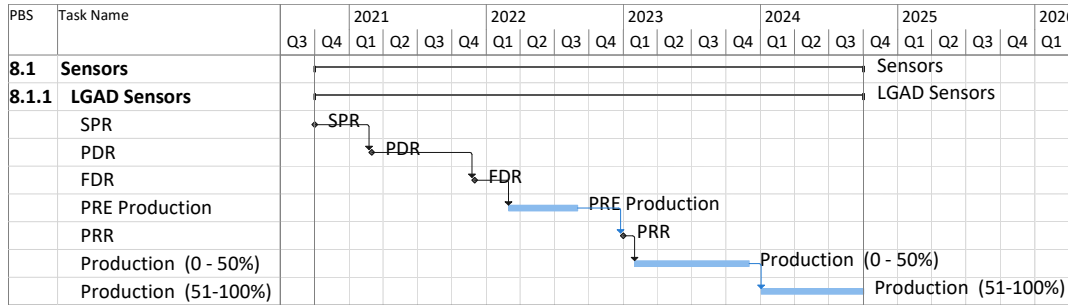 PBS Task Name 2021 2022 2023 2024 2025 2026
Q3 Q4 Q1 Q2 Q3 Q4 Q1 Q2 Q3 Q4 Q1 Q2 Q3 Q4 Q1 Q2 Q3 Q4 Q1 Q2 Q3 Q4 Q1
8.1 Sensors Sensors
8.1.1 LGAD Sensors LGAD Sensors
SPR SPR
PDR PDR
FDR FDR
PRE Production PRE Production
PRR PRR
Production (0 - 50%) Production (0 - 50%)
Production (51-100%) Production (51-100%)